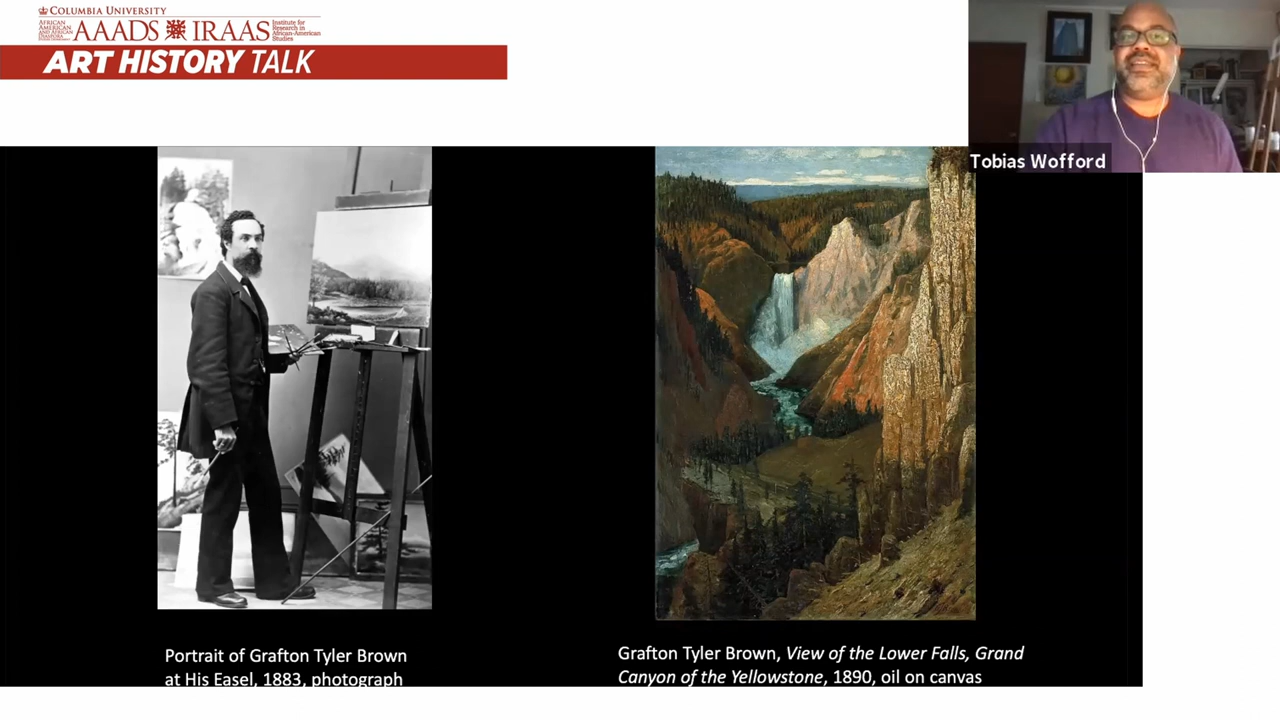 COLUMBIA UNIVERSITY
AFRICAN
AMERICAN
AND AFRICAN
DIASPORA
AAADS IRAAS
Institute for
Research in
African-American
Studies
ART HISTORY TALK
Tobias Wofford
Portrait of Grafton Tyler Brown
at His Easel, 1883, photograph
Grafton Tyler Brown, View of the Lower Falls, Grand
Canyon of the Yellowstone, 1890, oil on canvas